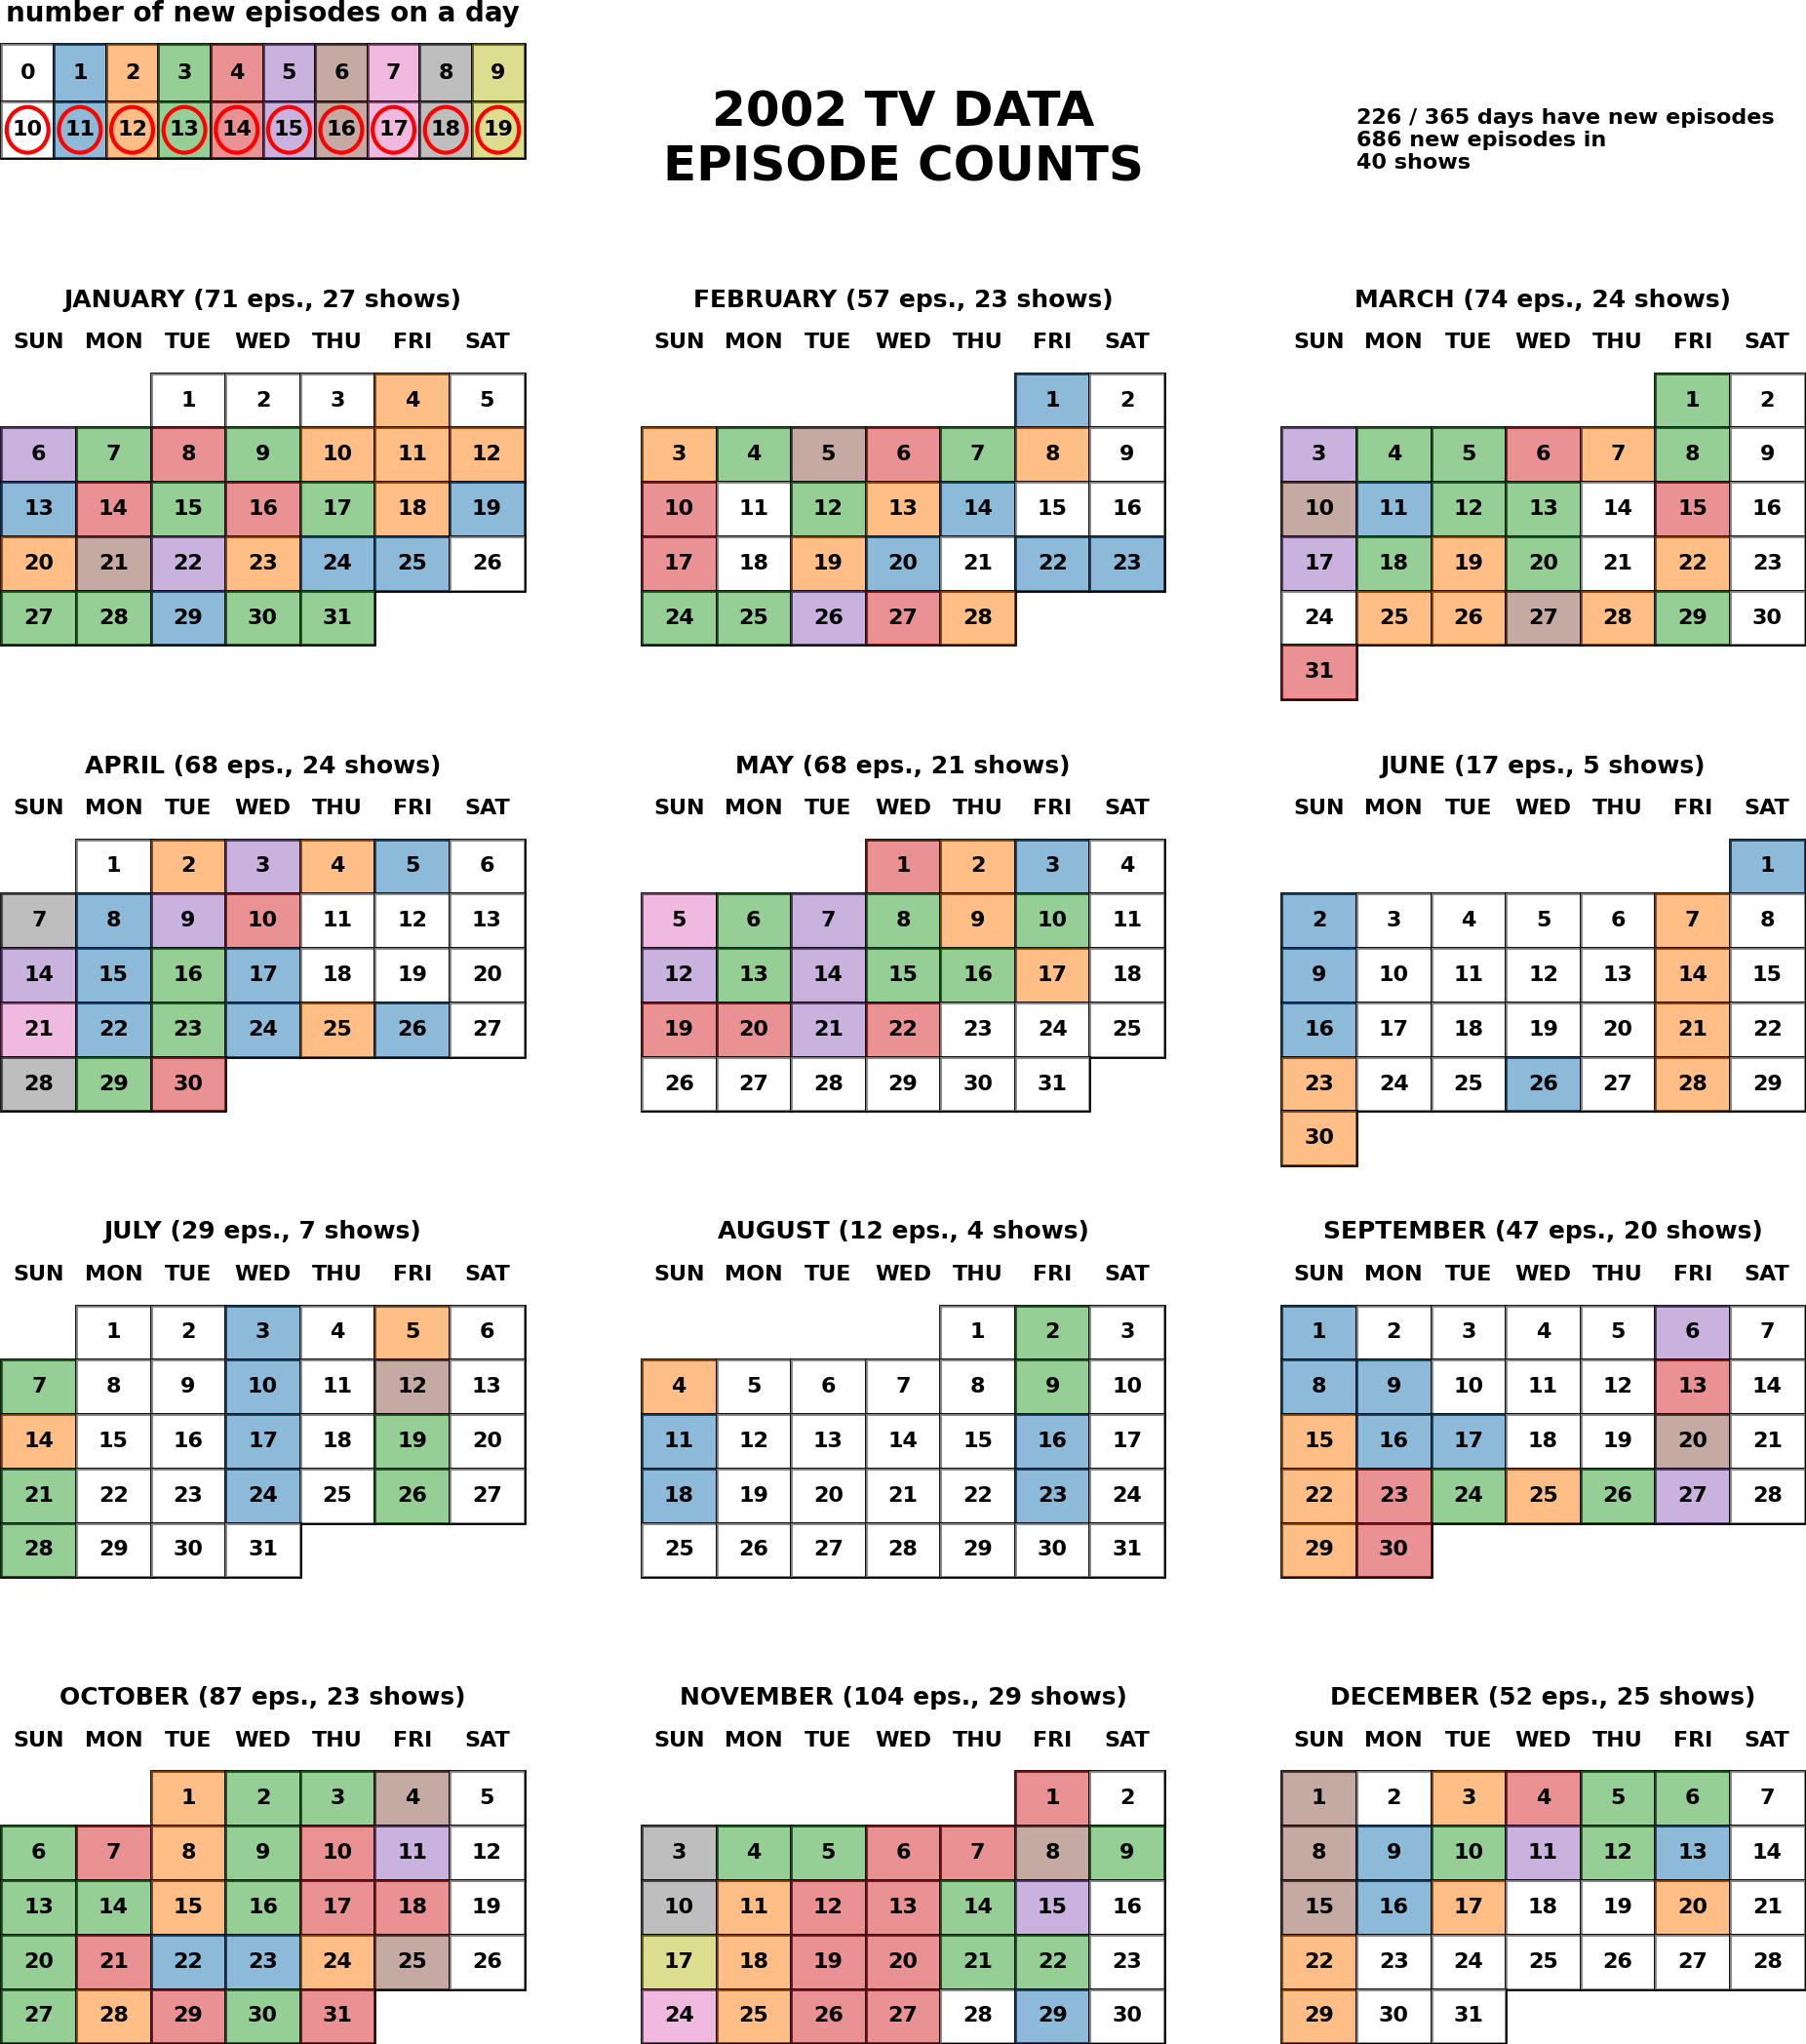 number of new episodes on a day
0 1 2 3 4 5 6 7 8 9
10 11 12 13 14 15 16 17 18 19
2002 TV DATA
EPISODE COUNTS
226 / 365 days have new episodes
686 new episodes in
40 shows
JANUARY (71 eps., 27 shows)
SUN MON TUE WED THU FRI SAT
1 2 3 4 5
6 7 8 9 10 11 12
13 14 15 16 17 18 19
20 21 22 23 24 25 26
27 28 29 30 31
FEBRUARY (57 eps., 23 shows)
SUN MON TUE WED THU FRI SAT
1 2
3 4 5 6 7 8 9
10 11 12 13 14 15 16
17 18 19 20 21 22 23
24 25 26 27 28
MARCH (74 eps., 24 shows)
SUN MON TUE WED THU FRI SAT
1 2
3 4 5 6 7 8 9
10 11 12 13 14 15 16
17 18 19 20 21 22 23
24 25 26 27 28 29 30
31
APRIL (68 eps., 24 shows)
SUN MON TUE WED THU FRI SAT
1 2 3 4 5 6
7 8 9 10 11 12 13
14 15 16 17 18 19 20
21 22 23 24 25 26 27
28 29 30
MAY (68 eps., 21 shows)
SUN MON TUE WED THU FRI SAT
1 2 3 4
5 6 7 8 9 10 11
12 13 14 15 16 17 18
19 20 21 22 23 24 25
26 27 28 29 30 31
JUNE (17 eps., 5 shows)
SUN MON TUE WED THU FRI SAT
1
2 3 4 5 6 7 8
9 10 11 12 13 14 15
16 17 18 19 20 21 22
23 24 25 26 27 28 29
30
JULY (29 eps., 7 shows)
SUN MON TUE WED THU FRI SAT
1 2 3 4 5 6
7 8 9 10 11 12 13
14 15 16 17 18 19 20
21 22 23 24 25 26 27
28 29 30 31
AUGUST (12 eps., 4 shows)
SUN MON TUE WED THU FRI SAT
1 2 3
4 5 6 7 8 9 10
11 12 13 14 15 16 17
18 19 20 21 22 23 24
25 26 27 28 29 30 31
SEPTEMBER (47 eps., 20 shows)
SUN MON TUE WED THU FRI SAT
1 2 3 4 5 6 7
8 9 10 11 12 13 14
15 16 17 18 19 20 21
22 23 24 25 26 27 28
29 30
OCTOBER (87 eps., 23 shows)
SUN MON TUE WED THU FRI SAT
1 2 3 4 5
6 7 8 9 10 11 12
13 14 15 16 17 18 19
20 21 22 23 24 25 26
27 28 29 30 31
NOVEMBER (104 eps., 29 shows)
SUN MON TUE WED THU FRI SAT
1 2
3 4 5 6 7 8 9
10 11 12 13 14 15 16
17 18 19 20 21 22 23
24 25 26 27 28 29 30
DECEMBER (52 eps., 25 shows)
SUN MON TUE WED THU FRI SAT
1 2 3 4 5 6 7
8 9 10 11 12 13 14
15 16 17 18 19 20 21
22 23 24 25 26 27 28
29 30 31